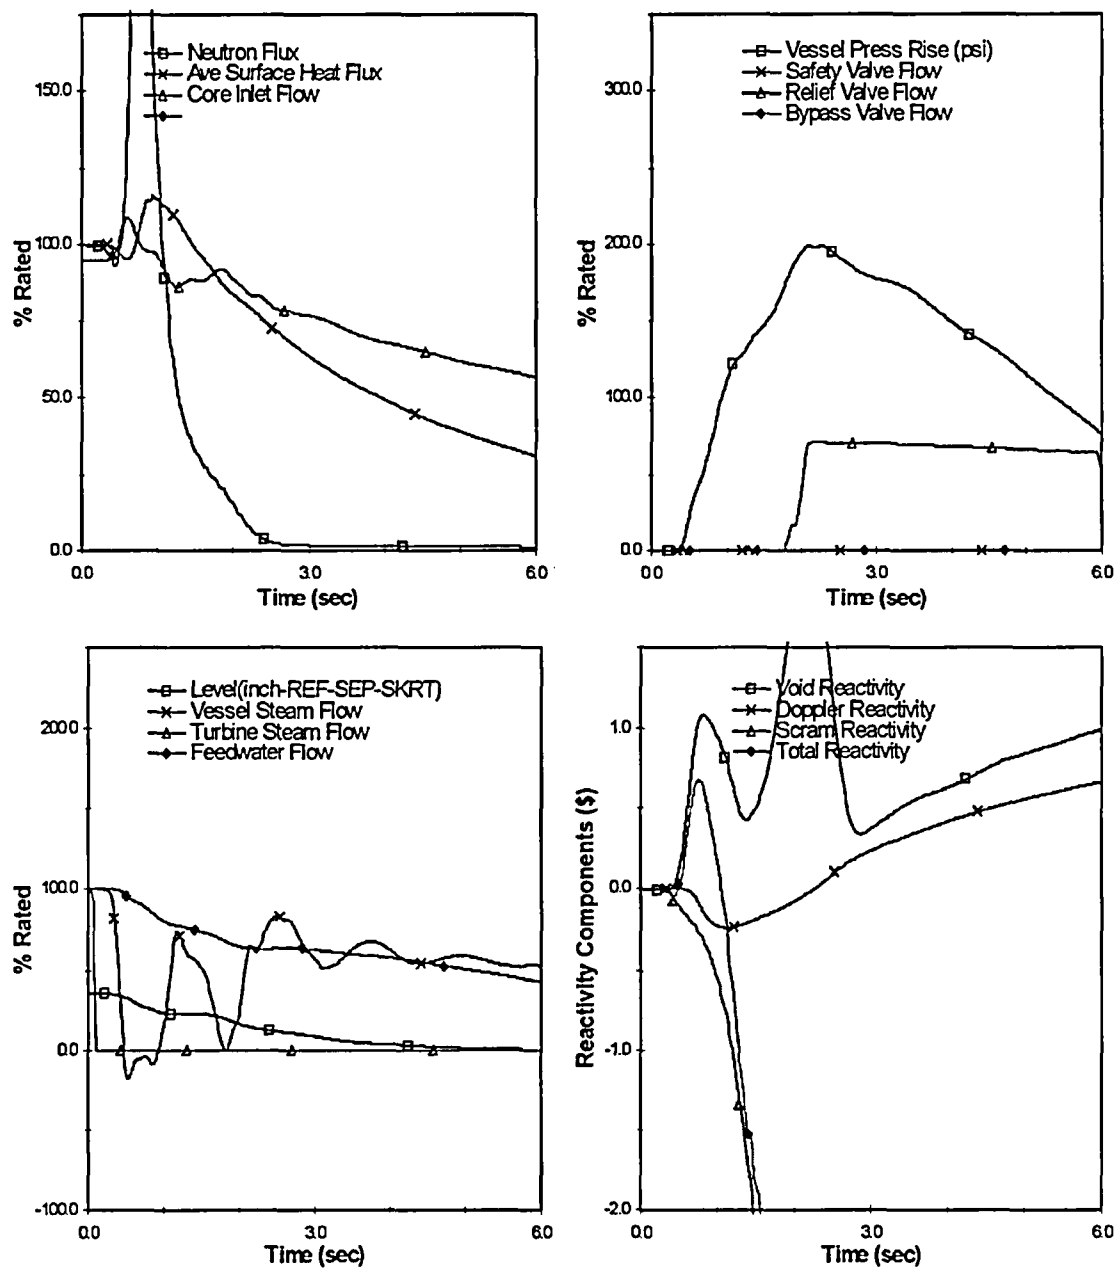 Neutron Flux
Ave Surface Heat Flux
Core Inlet Flow
150.0
100.0
50.0
0.0
% Rated
0.0
3.0
6.0
Time (sec)
Vessel Press Rise (psi)
Safety Valve Flow
Relief Valve Flow
Bypass Valve Flow
300.0
200.0
100.0
0.0
% Rated
0.0
3.0
6.0
Time (sec)
Level(inch-REF-SEP-SKRT)
Vessel Steam Flow
Turbine Steam Flow
Feedwater Flow
200.0
100.0
0.0
-100.0
% Rated
0.0
3.0
6.0
Time (sec)
Void Reactivity
Doppler Reactivity
Scram Reactivity
Total Reactivity
1.0
0.0
-1.0
-2.0
Reactivity Components ($)
0.0
3.0
6.0
Time (sec)